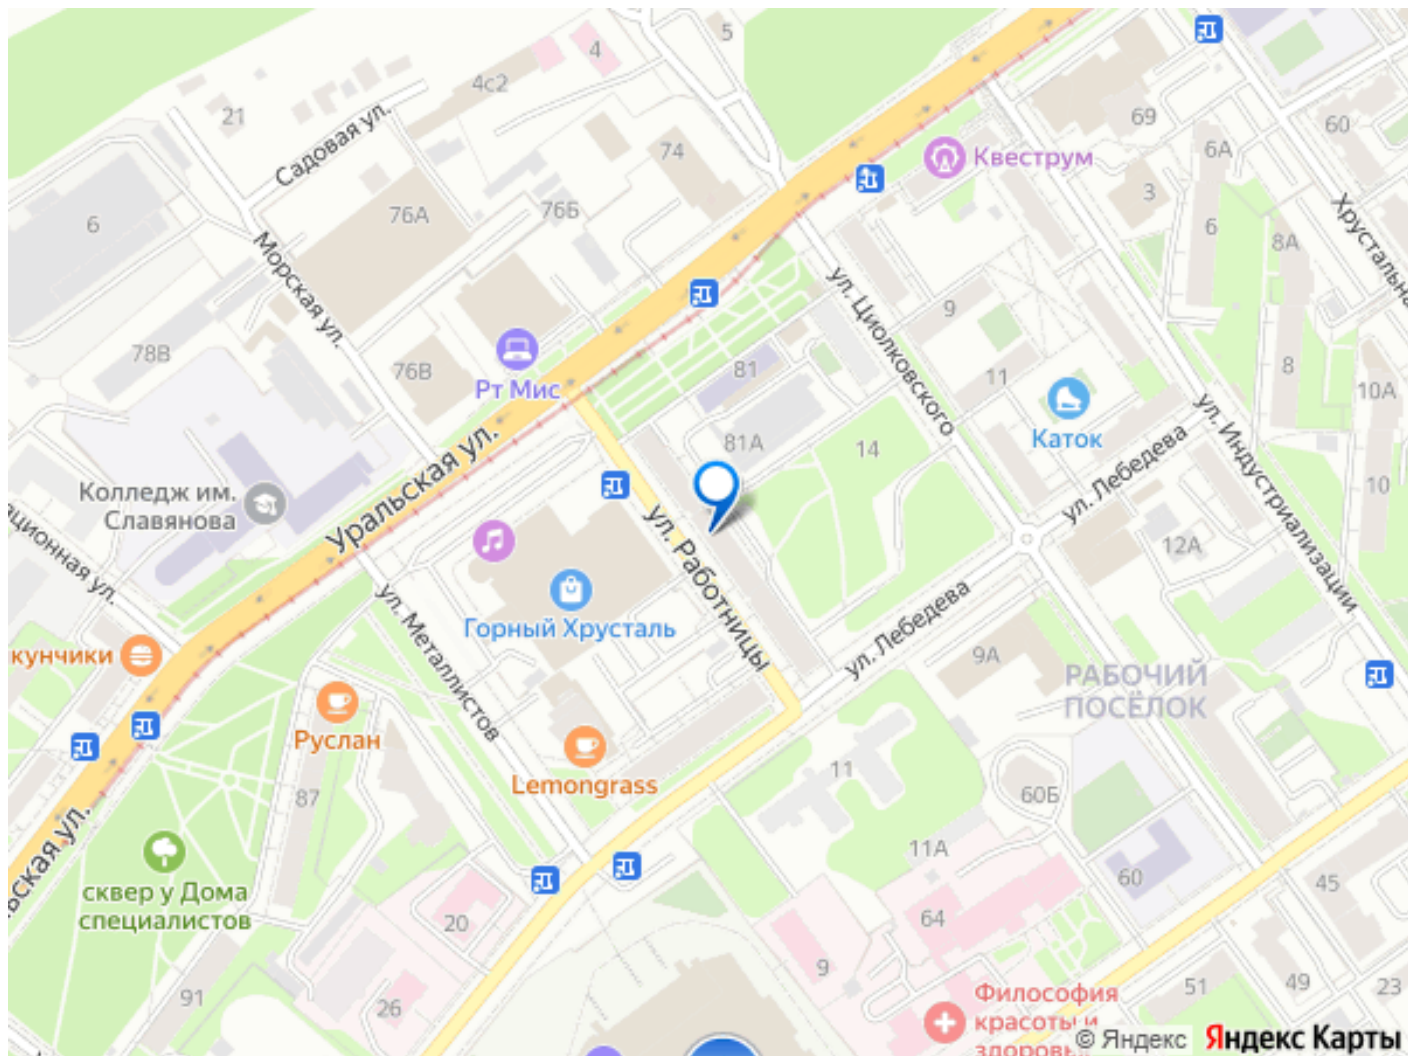 5
4
4с2
21
Садовая ул.
69
60
74
6А
Квеструм
3
76А
76Б
6
6
8А
Хрустальна
Морская ул.
ул. Циолковского
9
78В
76В
81
11
8
10А
Рт Мис
ул. Индустриализации
Каток
81А
14
ул. Лебедева
Уральская ул.
Колледж им.
Славянова
10
ционная ул.
ул. Работницы
12А
Горный Хрусталь
ул. Металлистов
ул. Лебедева
кунчики
9А
РАБОЧИЙ
ПОСЁЛОК
Руслан
Lemongrass
11
87
60Б
ьская ул.
11А
60
45
сквер у Дома
специалистов
20
64
9
91
26
51
49
23
Философия
красоты и
здоровь
© Яндекс
Яндекс Карты